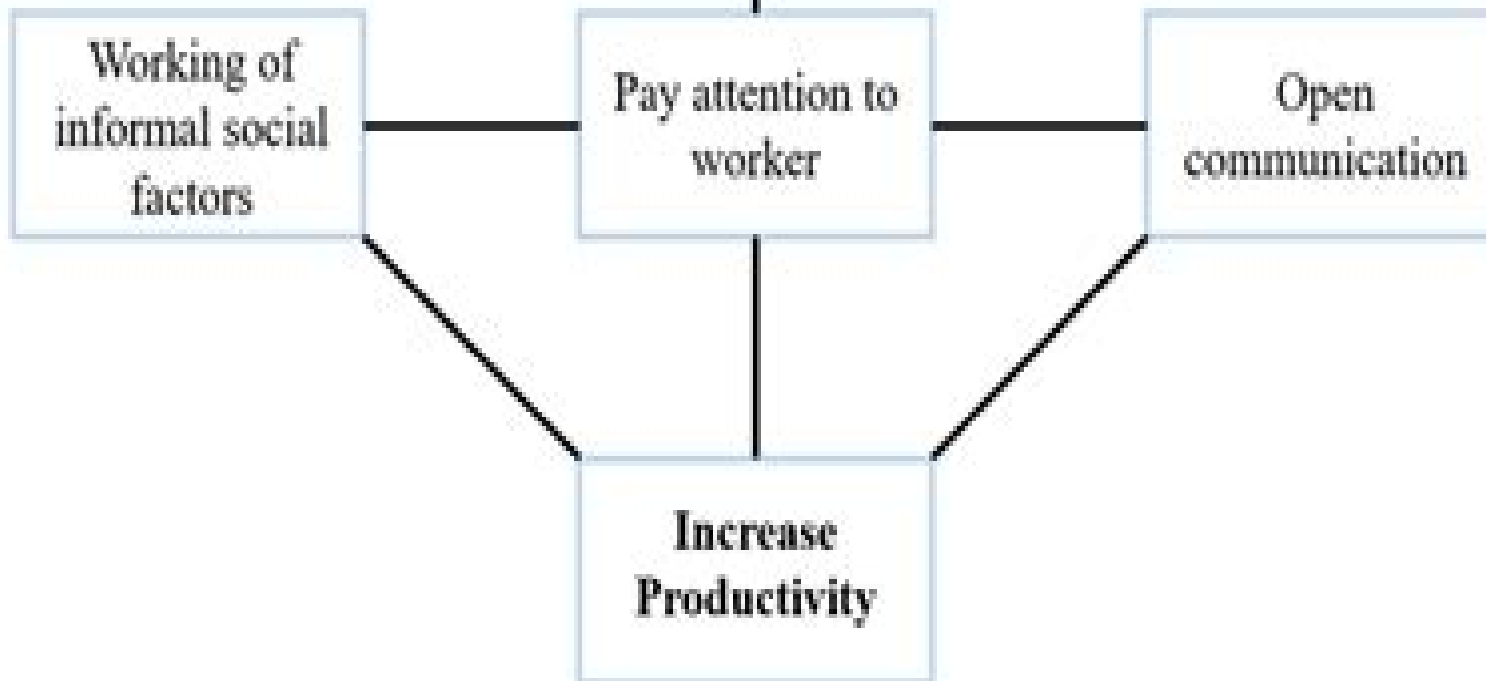 Working of
informal social
factors
Pay attention to
worker
Open
communication
Increase
Productivity